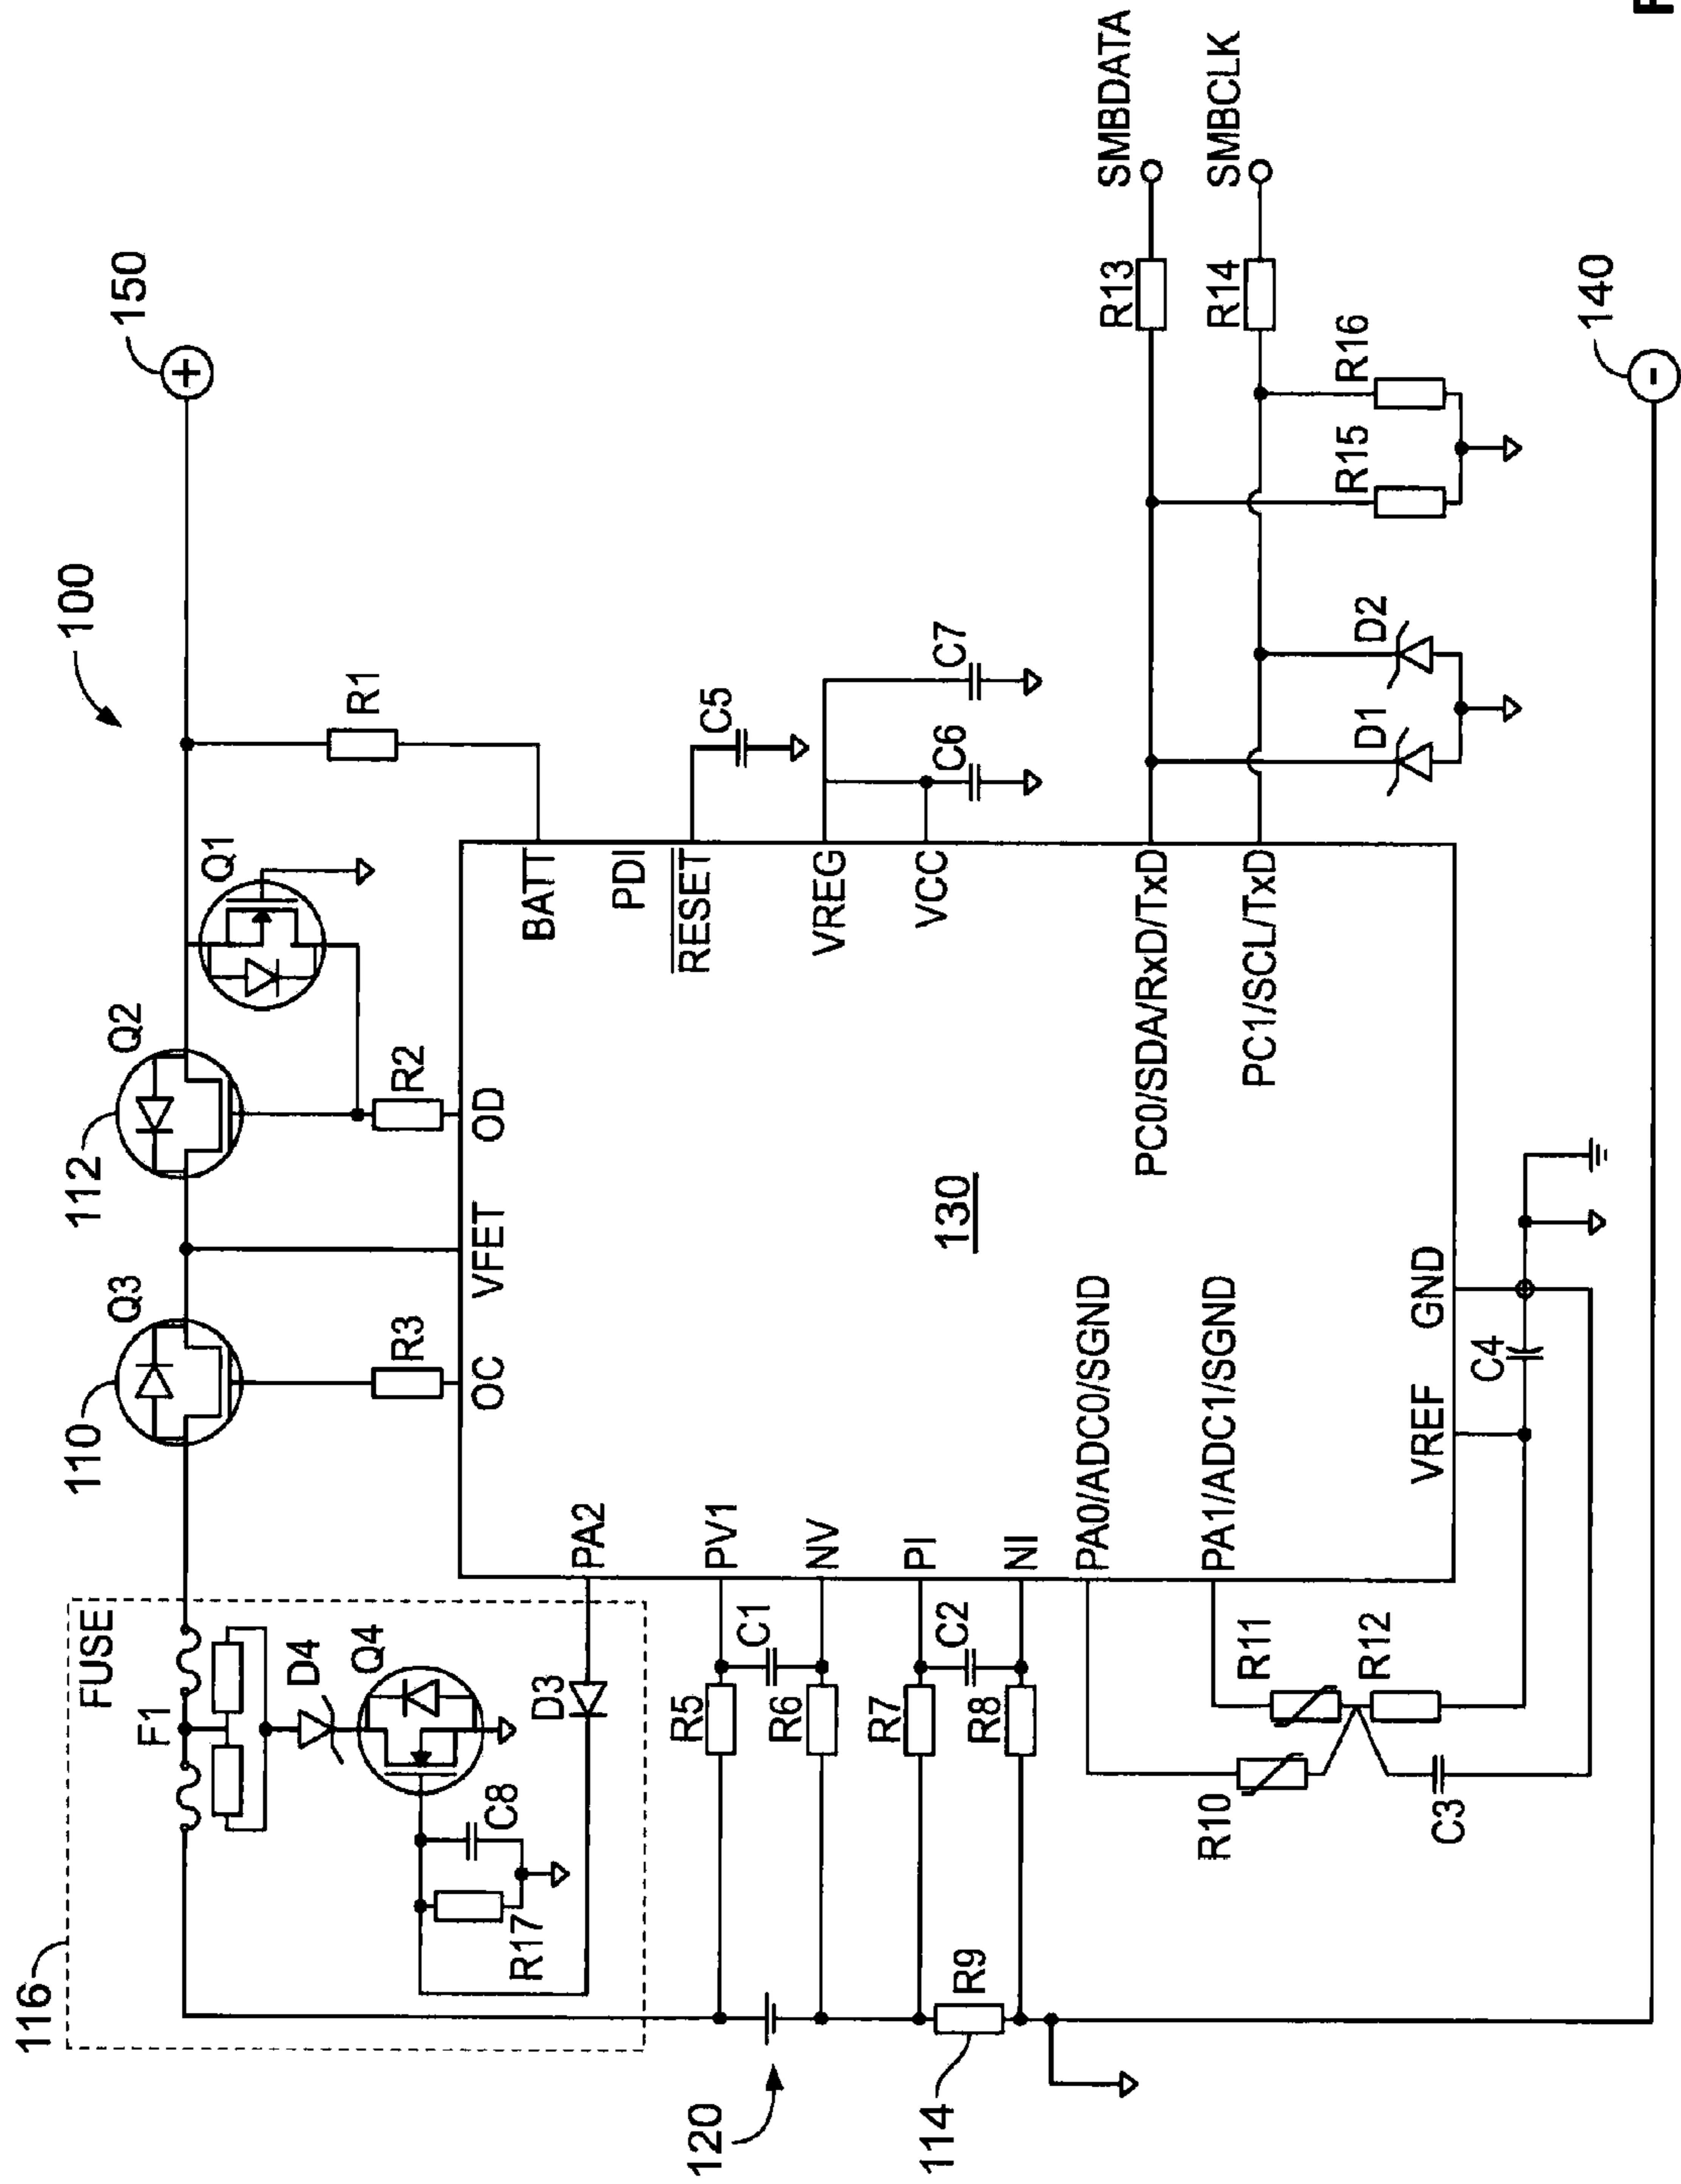 F
100
116
FUSE
F1
D4
Q4
C8
R17
D3
110
Q3
112
Q2
Q1
150
+
R3
R2
R1
OC
VFET
OD
BATT
PDI
RESET
VREG
VCC
C5
C6
C7
PA2
PV1
NV
PI
NI
PA0/ADC0/SGND
PA1/ADC1/SGND
VREF
GND
130
PC0/SDA/RxD/TxD
PC1/SCL/TxD
R5
C1
R6
R7
C2
R8
120
R9
114
R10
R11
R12
C3
C4
D1
D2
R15
R16
R13
R14
SMBDATA
SMBCLK
140
-